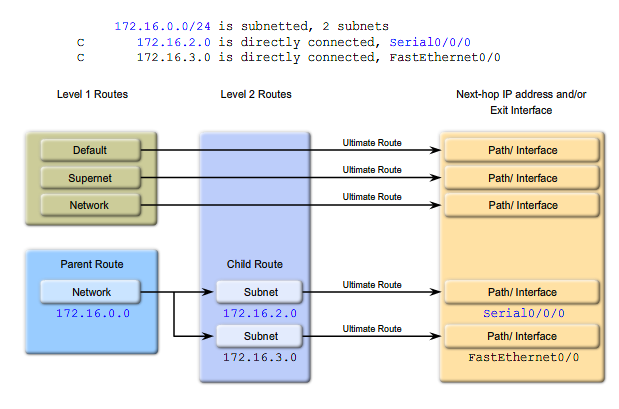 172.16.0.0/24 is subnetted, 2 subnets
C 172.16.2.0 is directly connected, Serial0/0/0
C 172.16.3.0 is directly connected, FastEthernet0/0
Level 1 Routes
Level 2 Routes
Next-hop IP address and/or
Exit Interface
Default
Ultimate Route
Path/ Interface
Supernet
Ultimate Route
Path/ Interface
Network
Ultimate Route
Path/ Interface
Parent Route
Child Route
Network
Subnet
Ultimate Route
Path/ Interface
172.16.0.0
172.16.2.0
Serial0/0/0
Subnet
Ultimate Route
Path/ Interface
172.16.3.0
FastEthernet0/0